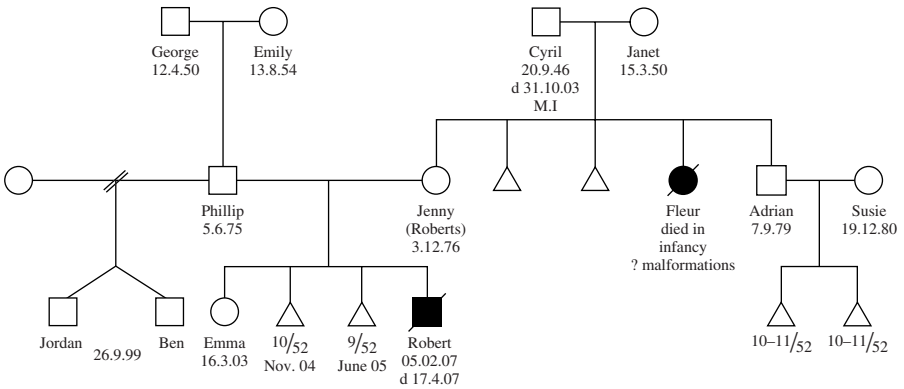 George
12.4.50
Emily
13.8.54
Cyril
20.9.46
d 31.10.03
M.I
Janet
15.3.50
Phillip
5.6.75
Jenny
(Roberts)
3.12.76
Fleur
died in
infancy
? malformations
Adrian
7.9.79
Susie
19.12.80
Jordan
26.9.99
Ben
Emma
16.3.03
10/52
Nov. 04
9/52
June 05
Robert
05.02.07
d 17.4.07
10–11/52
10–11/52